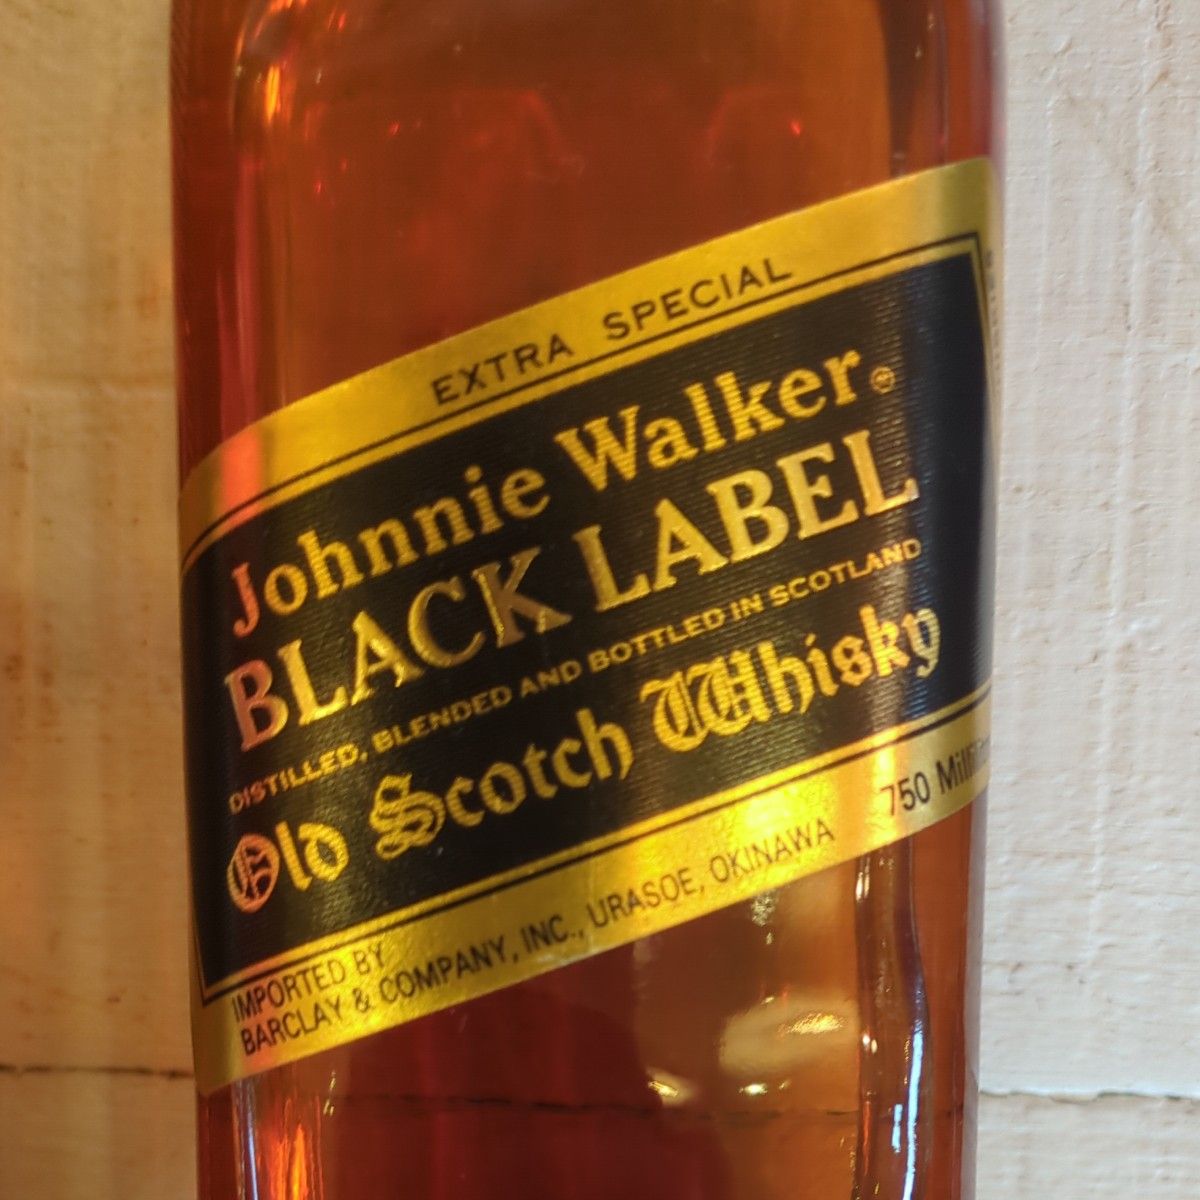 EXTRA SPECIAL
Johnnie Walker®
BLACK LABEL
DISTILLED, BLENDED AND BOTTLED IN SCOTLAND
Old Scotch Whisky
750
IMPORTED BY
BARCLAY & COMPANY, INC., URASOE, OKINAWA